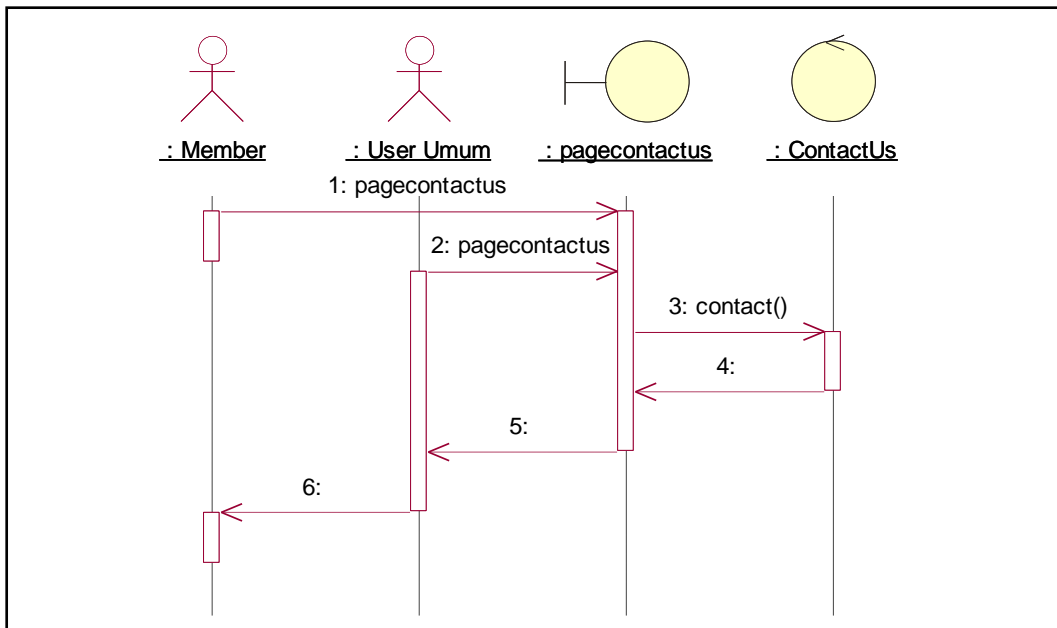 : Member
: User Umum
: pagecontactus
: ContactUs
1: pagecontactus
2: pagecontactus
3: contact()
4:
5:
6: